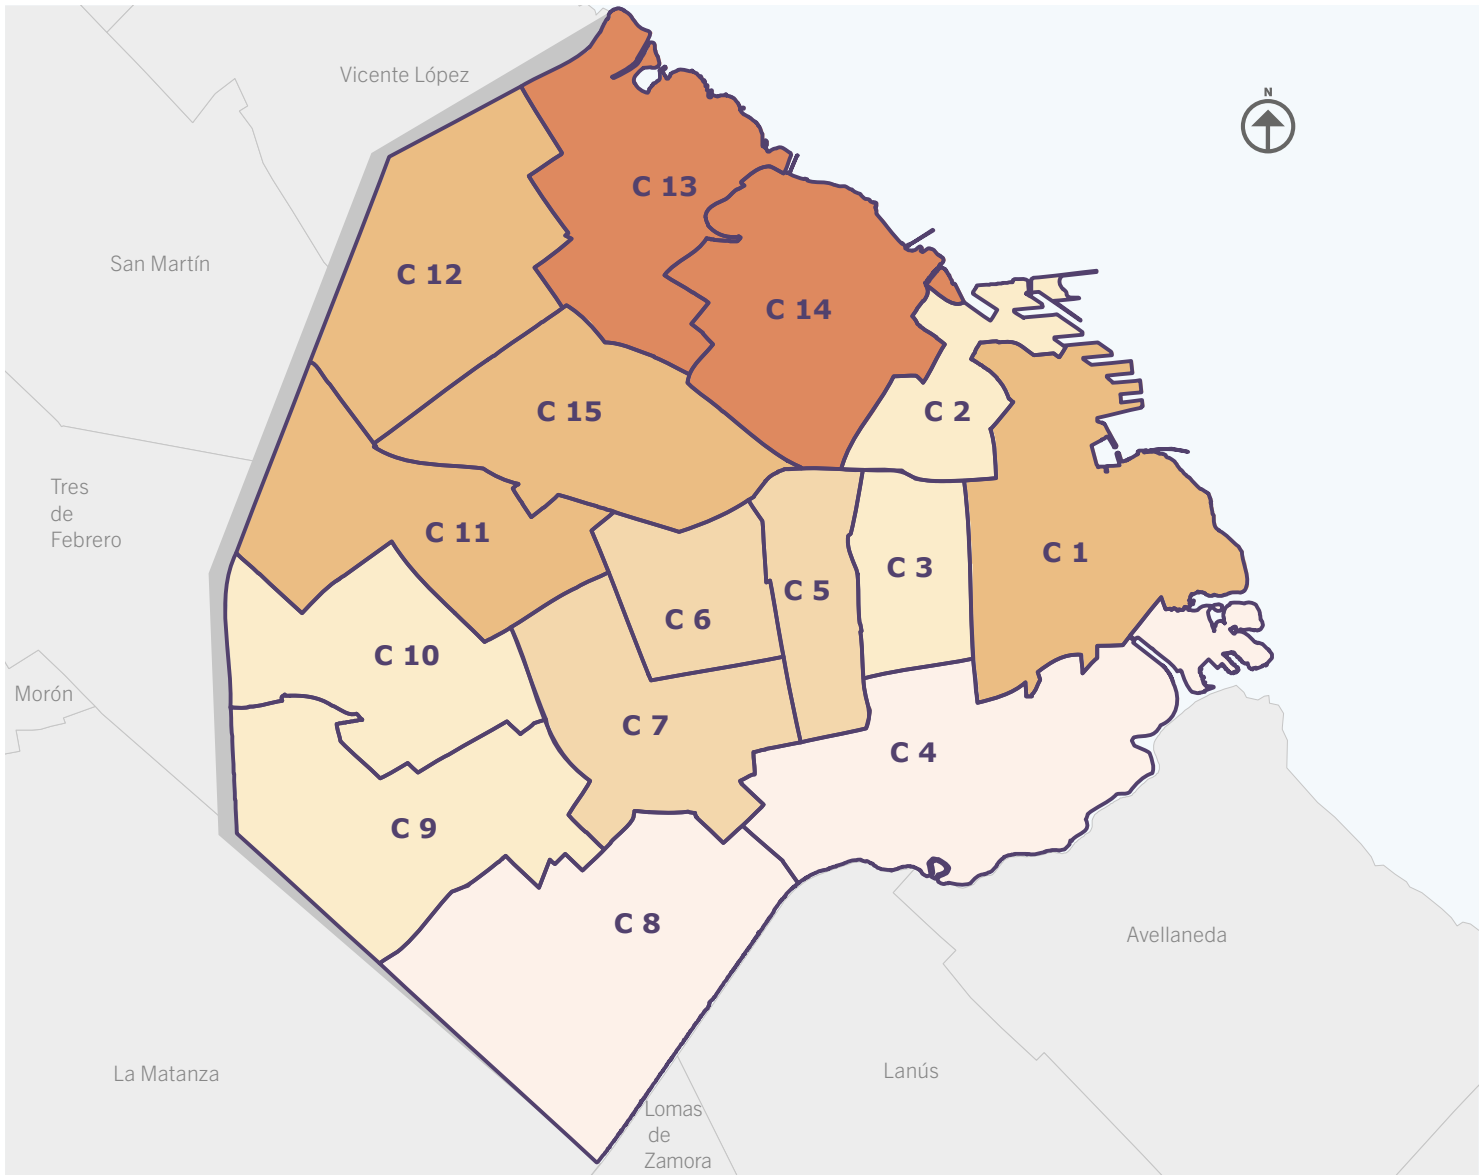 Vicente López
N
C 13
San Martín
C 12
C 14
C 15
C 2
Tres
de
Febrero
C 11
C 1
C 3
C 5
C 6
C 10
Morón
C 7
C 4
C 9
C 8
Avellaneda
La Matanza
Lanús
Lomas
de
Zamora